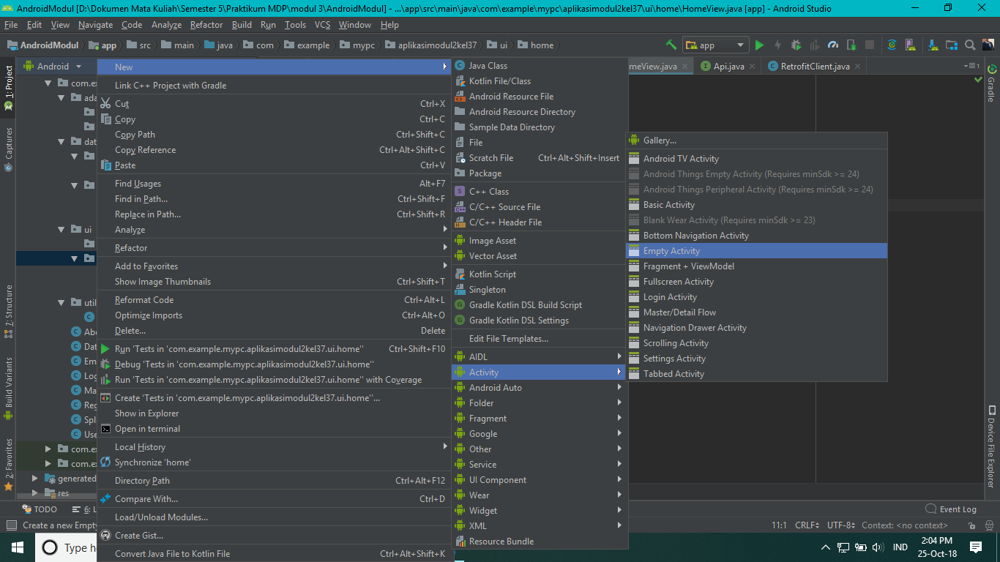 AndroidModul [D:\Dokumen Mata Kuliah\Semester 5\Praktikum MDP\modul 3\AndroidModul] - ...\app\src\main\java\com\example\mypc\aplikasimodul2kel37\ui\home\HomeView.java [app] - Android Studio
File Edit View Navigate Code Analyze Refactor Build Run Tools VCS Window Help
AndroidModul app src main java com example mypc aplikasimodul2kel37 ui home app
Android
meView.java Api.java RetrofitClient.java
1: Project
Captures
7: Structure
Build Variants
2: Favorites
com.ex
ada
dat
ui
util
Abo
Dat
Em
Log
Ma
Reg
Spl
Use
com.ex
com.ex
generated
res
New
Link C++ Project with Gradle
Cut Ctrl+X
Copy Ctrl+C
Copy Path Ctrl+Shift+C
Copy Reference Ctrl+Alt+Shift+C
Paste Ctrl+V
Find Usages Alt+F7
Find in Path... Ctrl+Shift+F
Replace in Path... Ctrl+Shift+R
Analyze
Refactor
Add to Favorites
Show Image Thumbnails Ctrl+Shift+T
Reformat Code Ctrl+Alt+L
Optimize Imports Ctrl+Alt+O
Delete... Delete
Run 'Tests in 'com.example.mypc.aplikasimodul2kel37.ui.home'' Ctrl+Shift+F10
Debug 'Tests in 'com.example.mypc.aplikasimodul2kel37.ui.home''
Run 'Tests in 'com.example.mypc.aplikasimodul2kel37.ui.home'' with Coverage
Create 'Tests in 'com.example.mypc.aplikasimodul2kel37.ui.home''...
Show in Explorer
Open in terminal
Local History
Synchronize 'home'
Directory Path Ctrl+Alt+F12
Compare With... Ctrl+D
Load/Unload Modules...
Create Gist...
Convert Java File to Kotlin File Ctrl+Alt+Shift+K
Java Class
Kotlin File/Class
Android Resource File
Android Resource Directory
Sample Data Directory
File
Scratch File Ctrl+Alt+Shift+Insert
Package
C++ Class
C/C++ Source File
C/C++ Header File
Image Asset
Vector Asset
Kotlin Script
Singleton
Gradle Kotlin DSL Build Script
Gradle Kotlin DSL Settings
Edit File Templates...
AIDL
Activity
Android Auto
Folder
Fragment
Google
Other
Service
UI Component
Wear
Widget
XML
Resource Bundle
Gallery...
Android TV Activity
Android Things Empty Activity (Requires minSdk >= 24)
Android Things Peripheral Activity (Requires minSdk >= 24)
Basic Activity
Blank Wear Activity (Requires minSdk >= 23)
Bottom Navigation Activity
Empty Activity
Fragment + ViewModel
Fullscreen Activity
Login Activity
Master/Detail Flow
Navigation Drawer Activity
Scrolling Activity
Settings Activity
Tabbed Activity
Gradle
Device File Explorer
TODO 6: L Event Log
Create a new Empty 11:1 CRLF UTF-8 Context: <no context>
Type he IND 2:04 PM
25-Oct-18